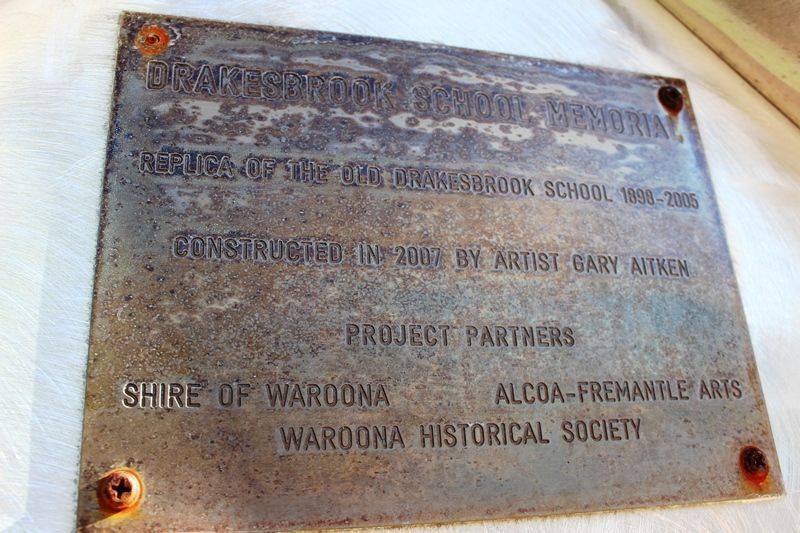 DRAKESBROOK SCHOOL MEMORIAL
REPLICA OF THE OLD DRAKESBROOK SCHOOL 1898-2005
CONSTRUCTED IN 2007 BY ARTIST GARY AITKEN
PROJECT PARTNERS
SHIRE OF WAROONA ALCOA-FREMANTLE ARTS
WAROONA HISTORICAL SOCIETY